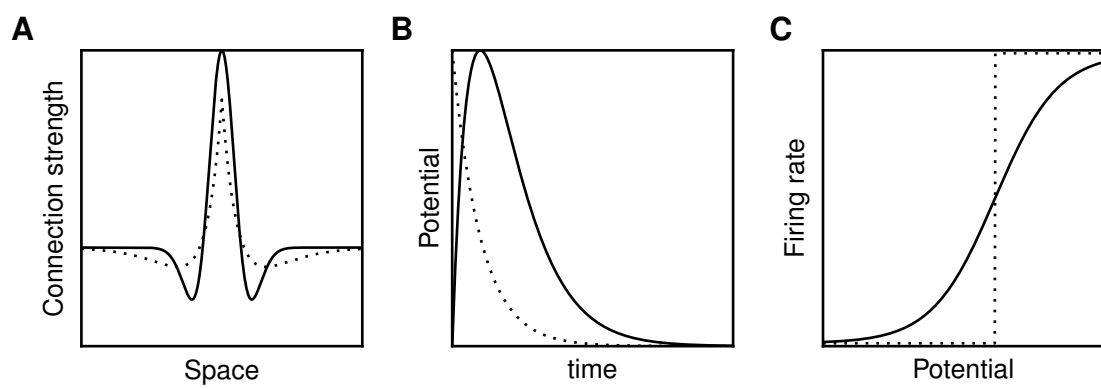 A
B
C
Connection strength
Space
Potential
time
Firing rate
Potential